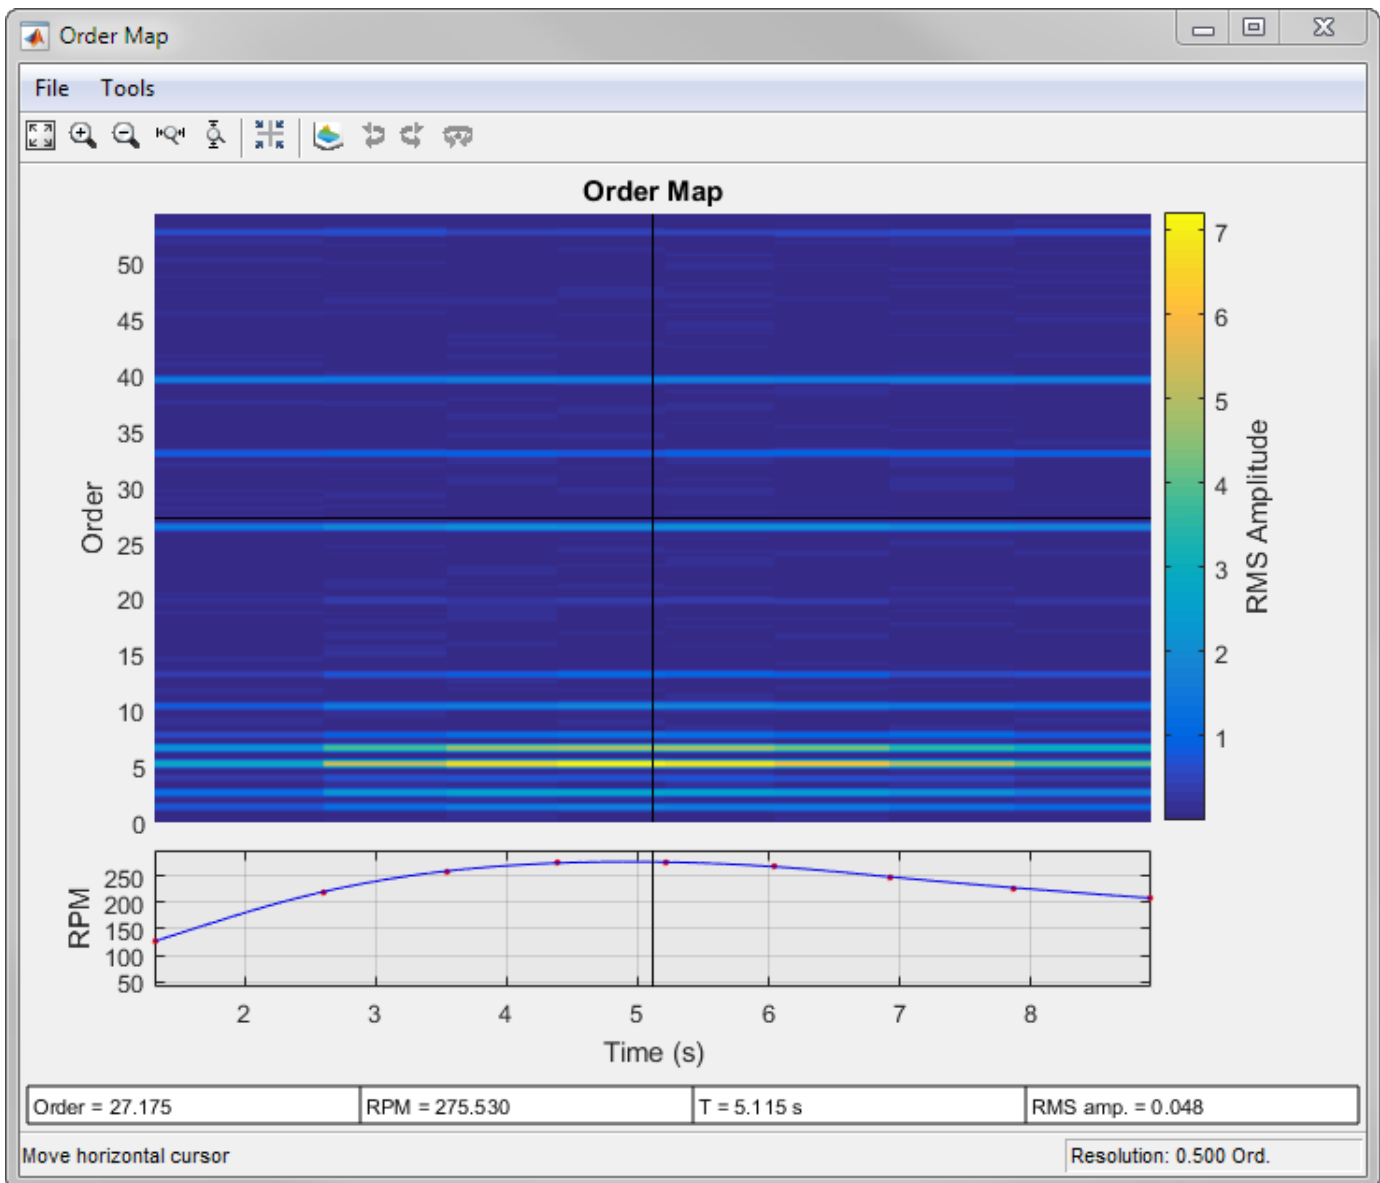 Order Map
File Tools
Order Map
50
45
40
35
30
25
20
15
10
5
0
Order
7
6
5
4
3
2
1
RMS Amplitude
250
200
150
100
50
RPM
2 3 4 5 6 7 8
Time (s)
Order = 27.175 RPM = 275.530 T = 5.115 s RMS amp. = 0.048
Move horizontal cursor Resolution: 0.500 Ord.